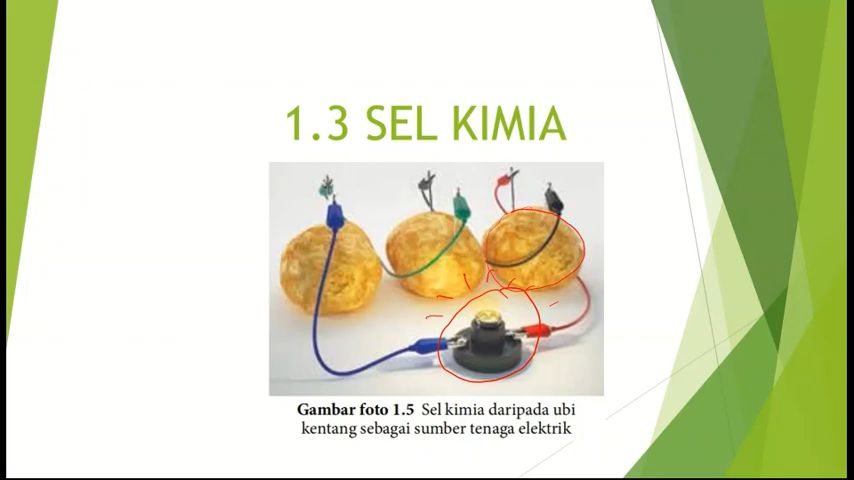 1.3 SEL KIMIA
Gambar foto 1.5 Sel kimia daripada ubi
kentang sebagai sumber tenaga elektrik